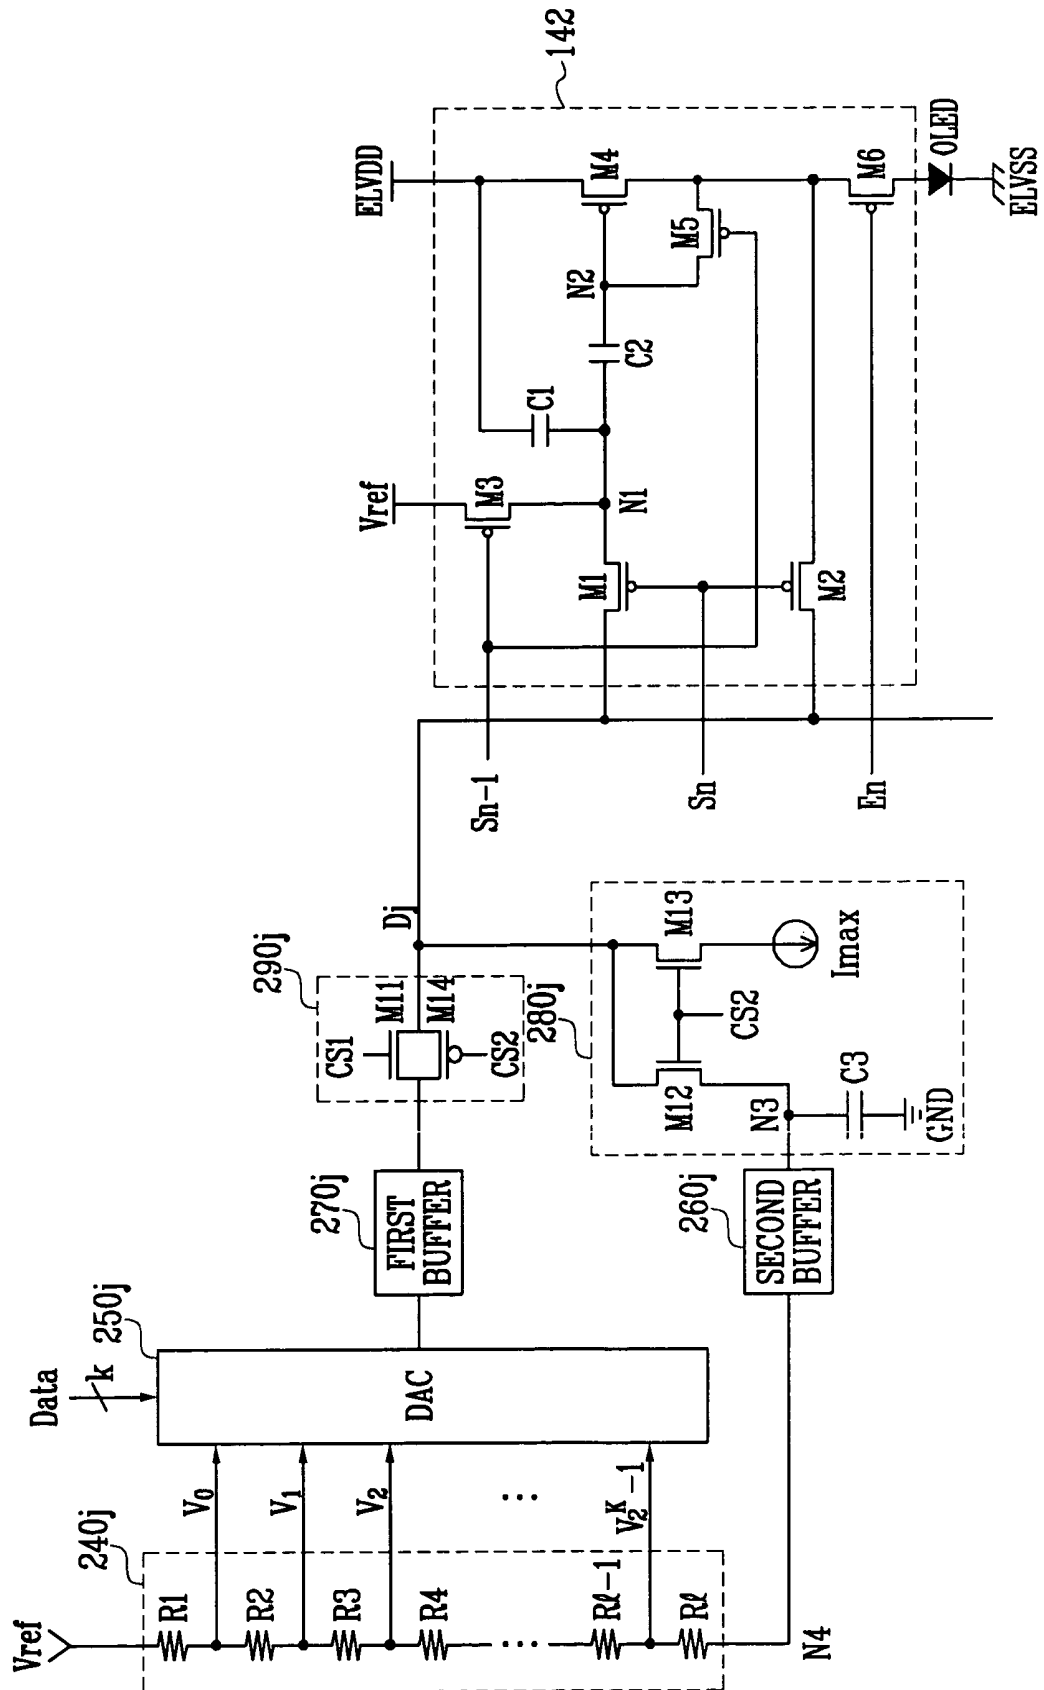 Vref
240j
R1
R2
R3
R4
...
Rℓ-1
Rℓ
N4
V0
V1
V2
...
V2^K-1
Data
k
250j
DAC
270j
FIRST
BUFFER
260j
SECOND
BUFFER
290j
CS1
M11
M14
CS2
Dj
280j
M12
M13
CS2
Imax
N3
C3
GND
Sn-1
Sn
En
142
ELVDD
Vref
M3
C1
N1
M1
C2
N2
M4
M5
M2
M6
OLED
ELVSS